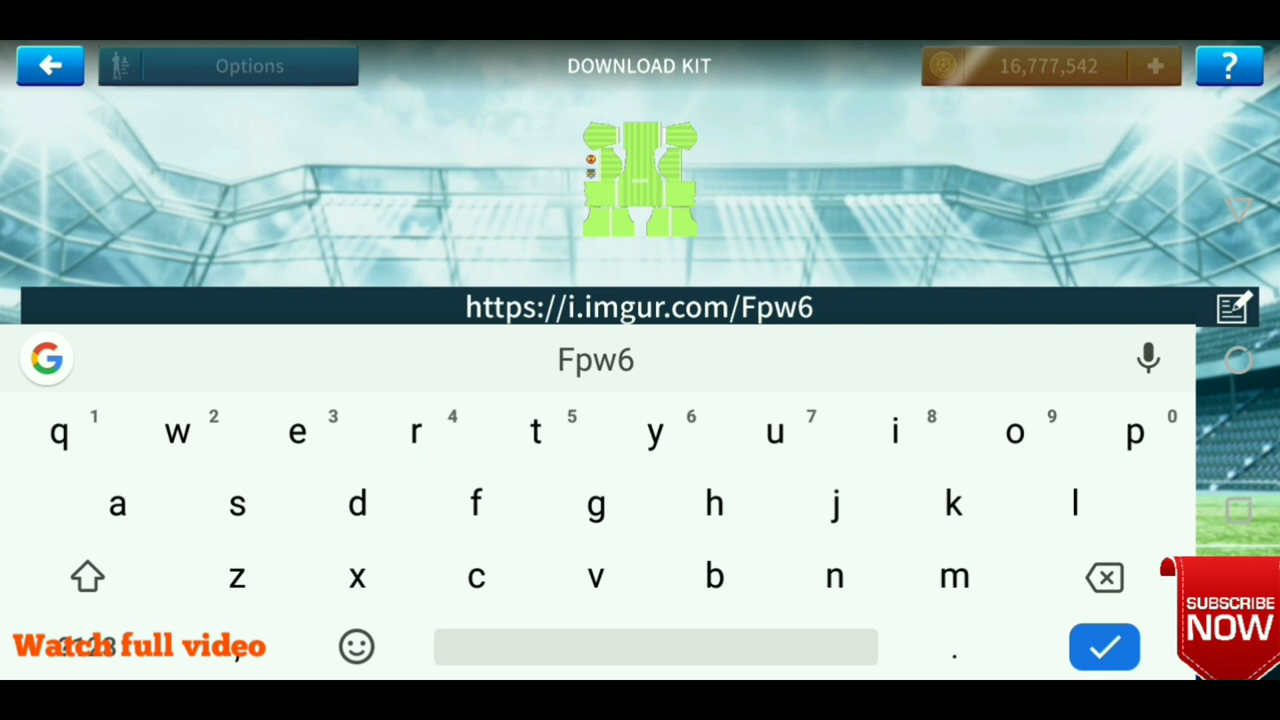 Options
DOWNLOAD KIT
16,777,542
+
?
https://i.imgur.com/Fpw6
G
Fpw6
q 1 w 2 e 3 r 4 t 5 y 6 u 7 i 8 o 9 p 0
a s d f g h j k l
z x c v b n m
SUBSCRIBE
NOW
Watch full video
, .